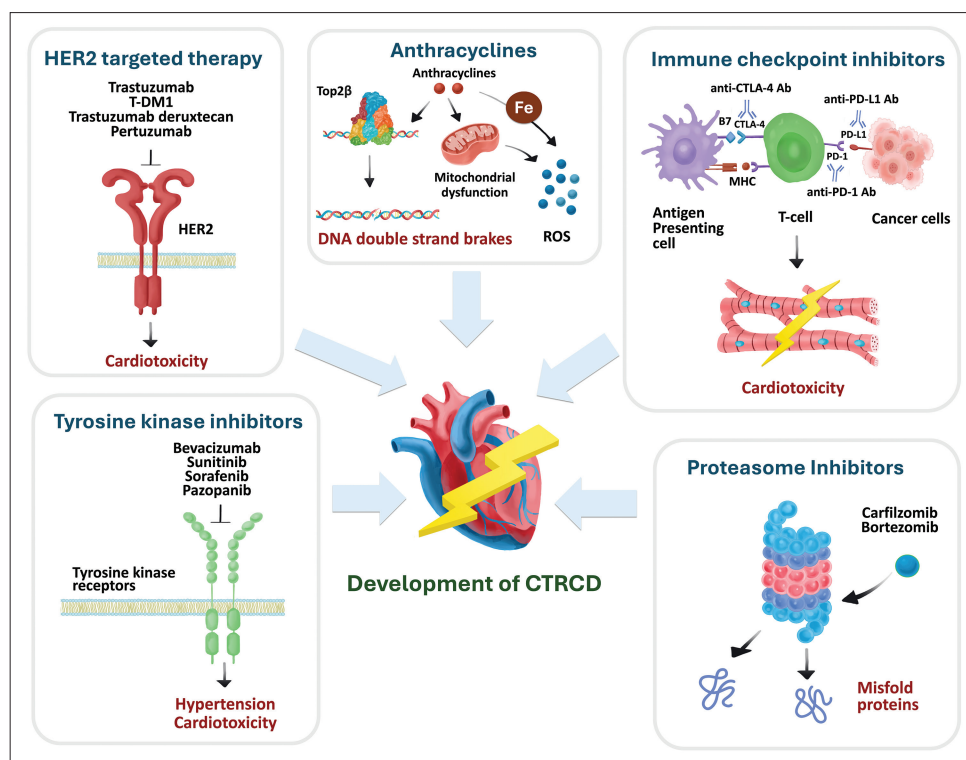 HER2 targeted therapy
Trastuzumab
T-DM1
Trastuzumab deruxtecan
Pertuzumab
HER2
Cardiotoxicity
Anthracyclines
Anthracyclines
Top2β
Fe
Mitochondrial
dysfunction
DNA double strand brakes
ROS
Immune checkpoint inhibitors
anti-CTLA-4 Ab
anti-PD-L1 Ab
B7
CTLA-4
PD-L1
PD-1
MHC
anti-PD-1 Ab
Antigen
Presenting
cell
T-cell
Cancer cells
Cardiotoxicity
Tyrosine kinase inhibitors
Bevacizumab
Sunitinib
Sorafenib
Pazopanib
Tyrosine kinase
receptors
Hypertension
Cardiotoxicity
Development of CTRCD
Proteasome Inhibitors
Carfilzomib
Bortezomib
Misfold
proteins